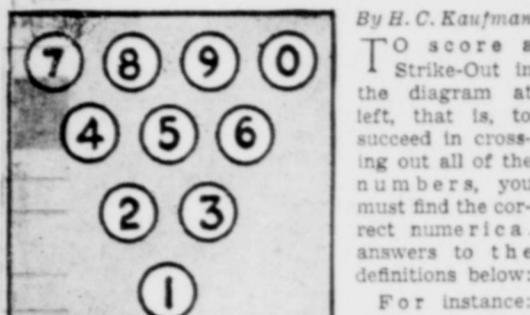 7 8 9 0
4 5 6
2 3
1
By H. C. Kaufman
TO score a
Strike-Out in
the diagram at
left, that is, to
succeed in cross-
ing out all of the
numbers, you
must find the cor-
rect numerica
answers to the
definitions below:
For instance: